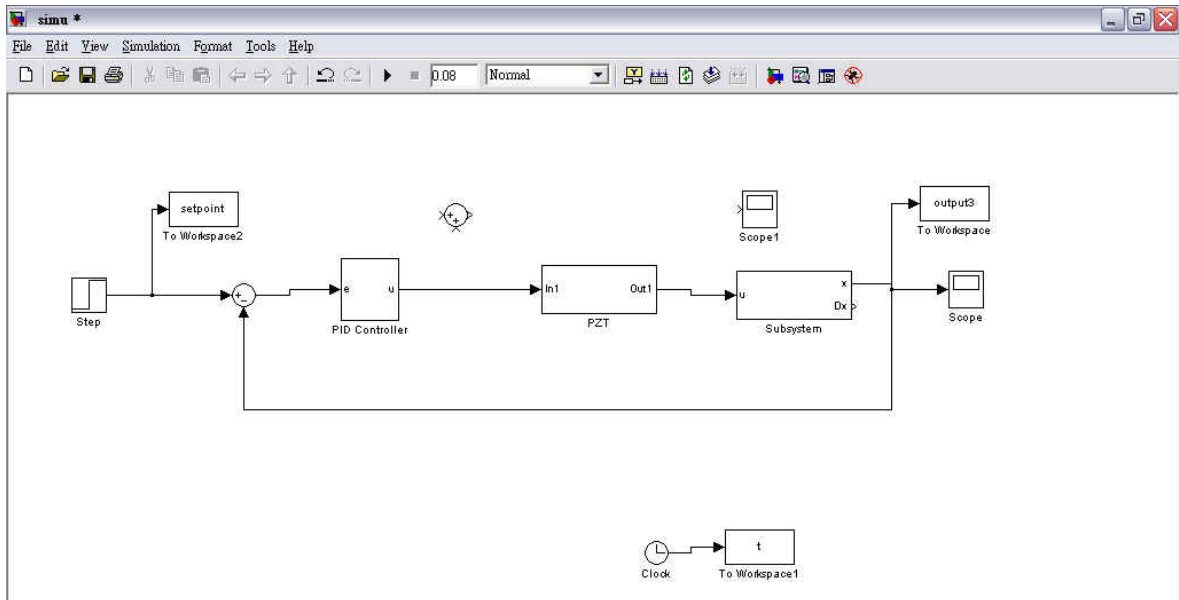 simu *
File Edit View Simulation Format Tools Help
0.08 Normal
setpoint
To Workspace2
Scope1
output3
To Workspace
Step
+
-
e u
PID Controller
+
+
In1 Out1
PZT
u x
Dx
Subsystem
Scope
Clock
t
To Workspace1